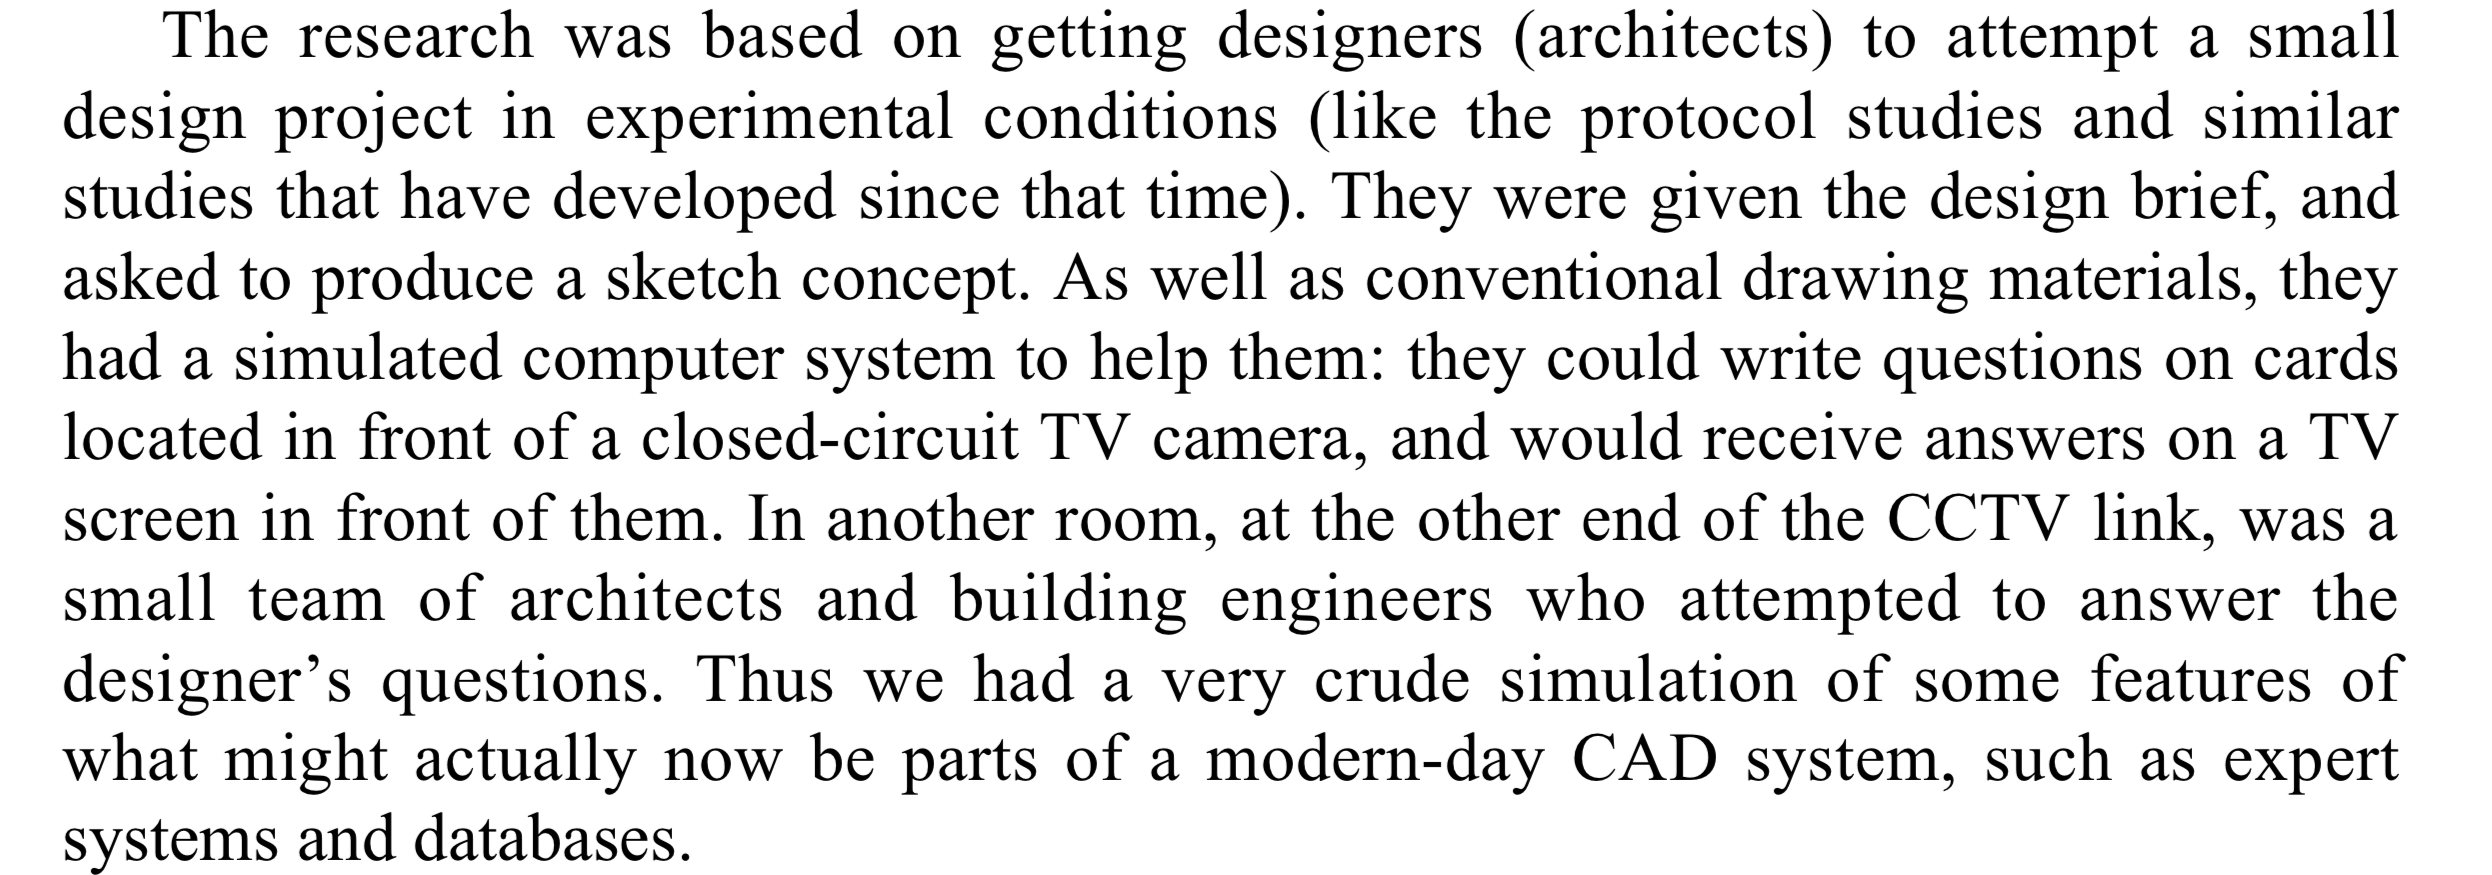 The research was based on getting designers (architects) to attempt a small
design project in experimental conditions (like the protocol studies and similar
studies that have developed since that time). They were given the design brief, and
asked to produce a sketch concept. As well as conventional drawing materials, they
had a simulated computer system to help them: they could write questions on cards
located in front of a closed-circuit TV camera, and would receive answers on a TV
screen in front of them. In another room, at the other end of the CCTV link, was a
small team of architects and building engineers who attempted to answer the
designer’s questions. Thus we had a very crude simulation of some features of
what might actually now be parts of a modern-day CAD system, such as expert
systems and databases.